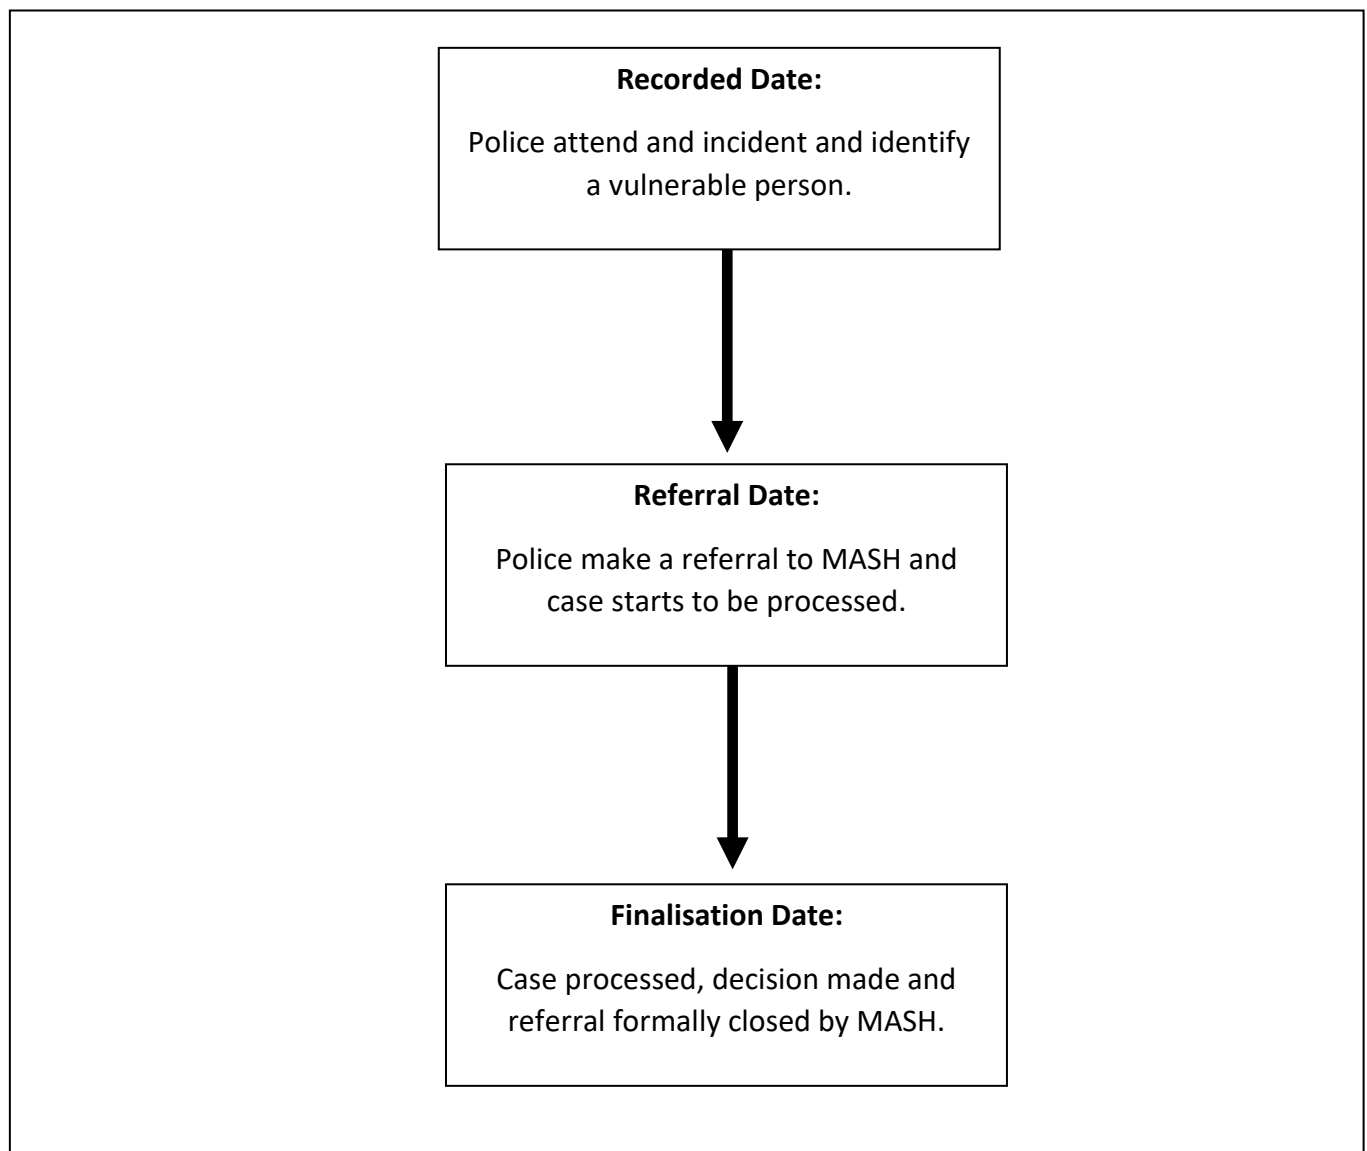 Recorded Date:
Police attend and incident and identify
a vulnerable person.
Referral Date:
Police make a referral to MASH and
case starts to be processed.
Finalisation Date:
Case processed, decision made and
referral formally closed by MASH.